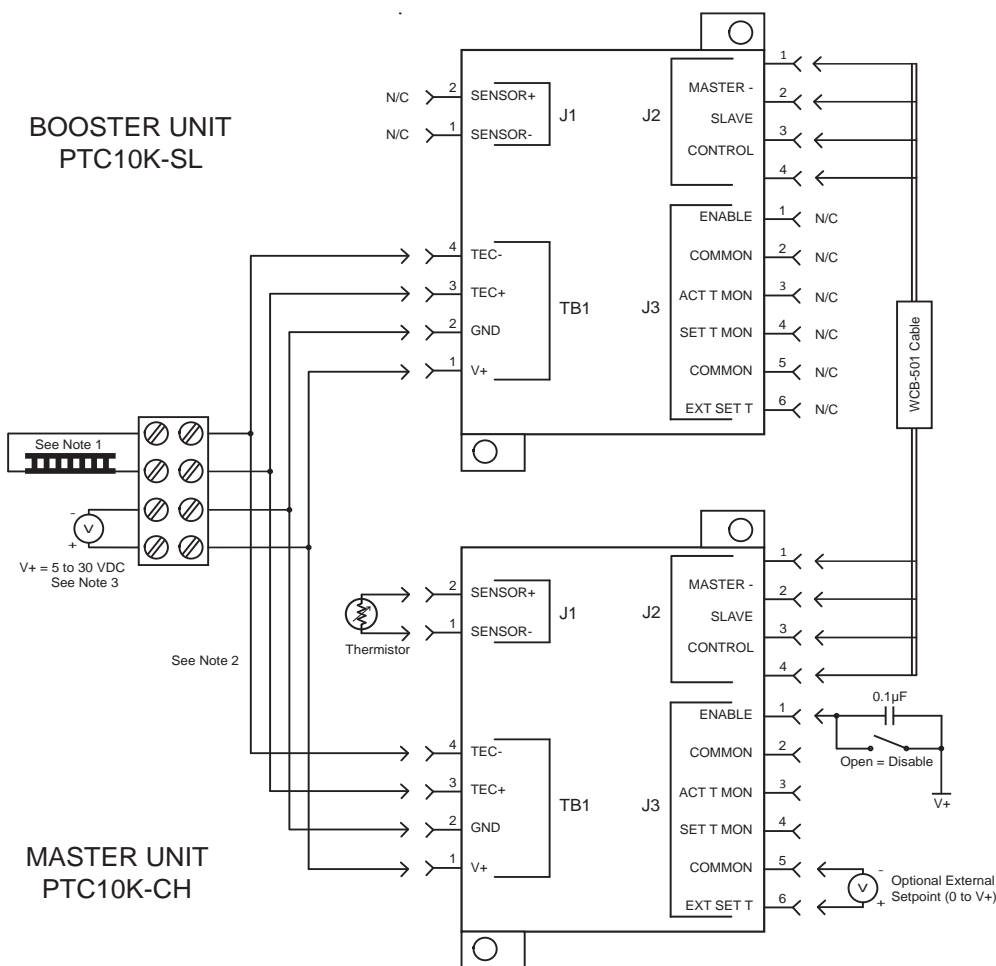 BOOSTER UNIT
PTC10K-SL
N/C
2
SENSOR+
N/C
1
SENSOR-
J1
J2
MASTER -
SLAVE
CONTROL
1
2
3
4
4
TEC-
3
TEC+
2
GND
1
V+
TB1
J3
ENABLE
1
N/C
COMMON
2
N/C
ACT T MON
3
N/C
SET T MON
4
N/C
COMMON
5
N/C
EXT SET T
6
N/C
WCB-501 Cable
See Note 1
-
V
+
V+ = 5 to 30 VDC
See Note 3
See Note 2
Thermistor
2
SENSOR+
1
SENSOR-
J1
J2
MASTER -
SLAVE
CONTROL
1
2
3
4
MASTER UNIT
PTC10K-CH
4
TEC-
3
TEC+
2
GND
1
V+
TB1
J3
ENABLE
1
COMMON
2
ACT T MON
3
SET T MON
4
COMMON
5
EXT SET T
6
0.1µF
Open = Disable
V+
-
V
+
Optional External
Setpoint (0 to V+)